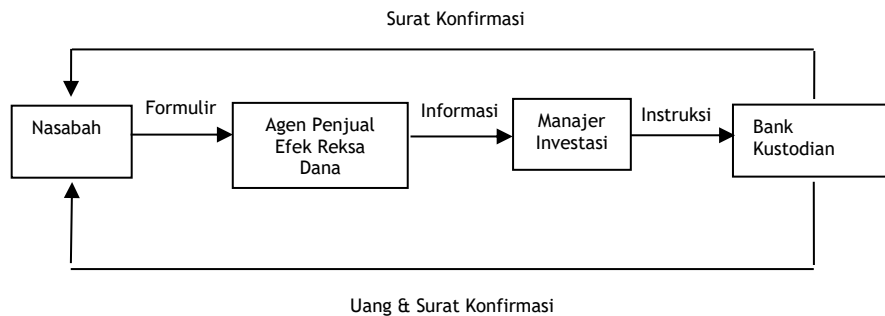 Surat Konfirmasi
Nasabah
Formulir
Agen Penjual
Efek Reksa
Dana
Informasi
Manajer
Investasi
Instruksi
Bank
Kustodian
Uang & Surat Konfirmasi